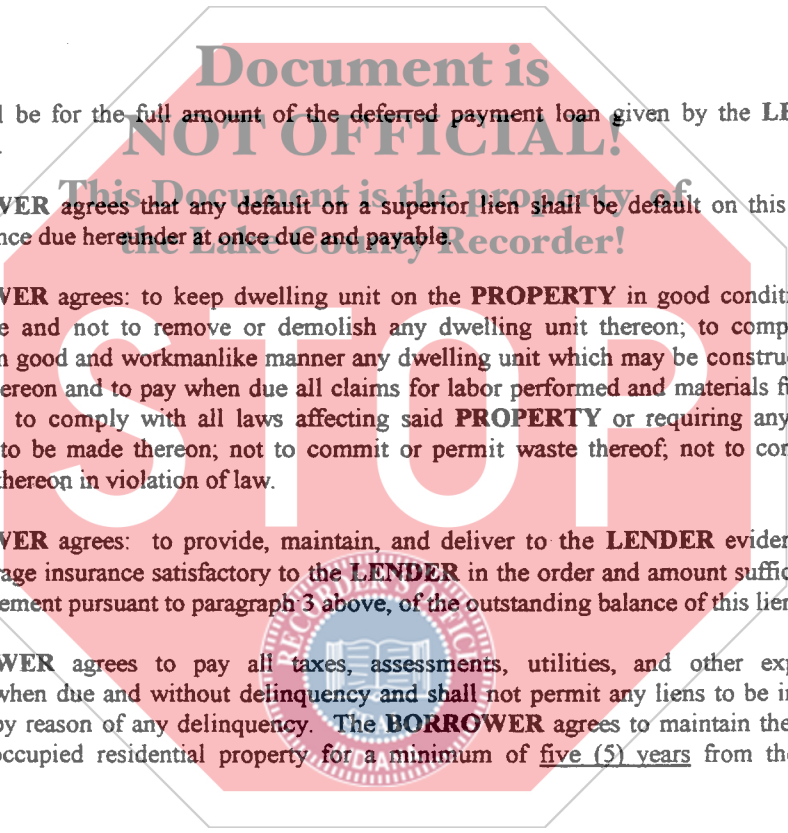 Document is
l be for the full amount of the deferred payment loan given by the LE
NOT OFFICIAL!
This Document is the property of
VER agrees that any default on a superior lien shall be default on this
nce due hereunder at once due and payable.
the Lake County Recorder!
VER agrees: to keep dwelling unit on the PROPERTY in good conditi
e and not to remove or demolish any dwelling unit thereon; to comp
n good and workmanlike manner any dwelling unit which may be constru
ereon and to pay when due all claims for labor performed and materials f
to comply with all laws affecting said PROPERTY or requiring any
to be made thereon; not to commit or permit waste thereof; not to co
thereon in violation of law.
STOP
VER agrees: to provide, maintain, and deliver to the LENDER evide
rage insurance satisfactory to the LENDER in the order and amount suffic
ement pursuant to paragraph 3 above, of the outstanding balance of this lien
WER agrees to pay all taxes, assessments, utilities, and other exp
when due and without delinquency and shall not permit any liens to be i
by reason of any delinquency. The BORROWER agrees to maintain the
occupied residential property for a minimum of five (5) years from th
RECORDER'S OFFICE
INDIANA